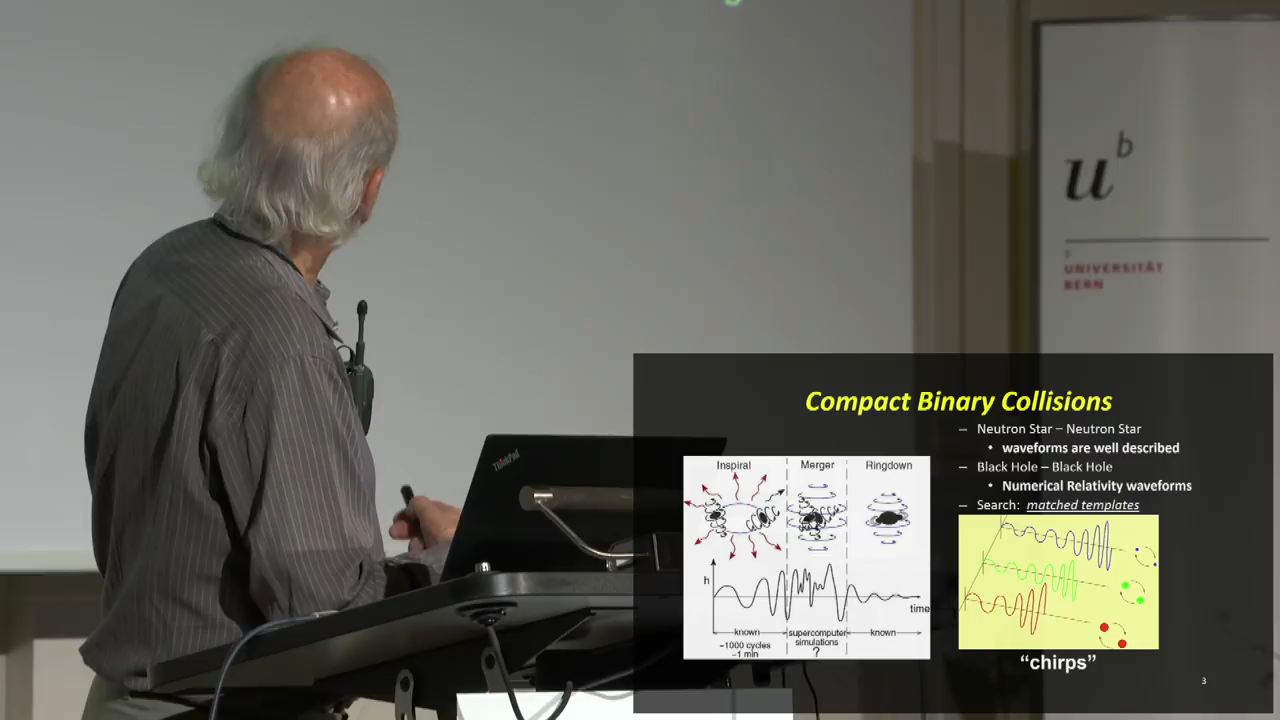 u^b
UNIVERSITÄT
BERN
ThinkPad
Compact Binary Collisions
– Neutron Star – Neutron Star
• waveforms are well described
– Black Hole – Black Hole
• Numerical Relativity waveforms
– Search: matched templates
Inspiral
Merger
Ringdown
h
time
known
supercomputer
simulations
?
known
~1000 cycles
~1 min
“chirps”
3